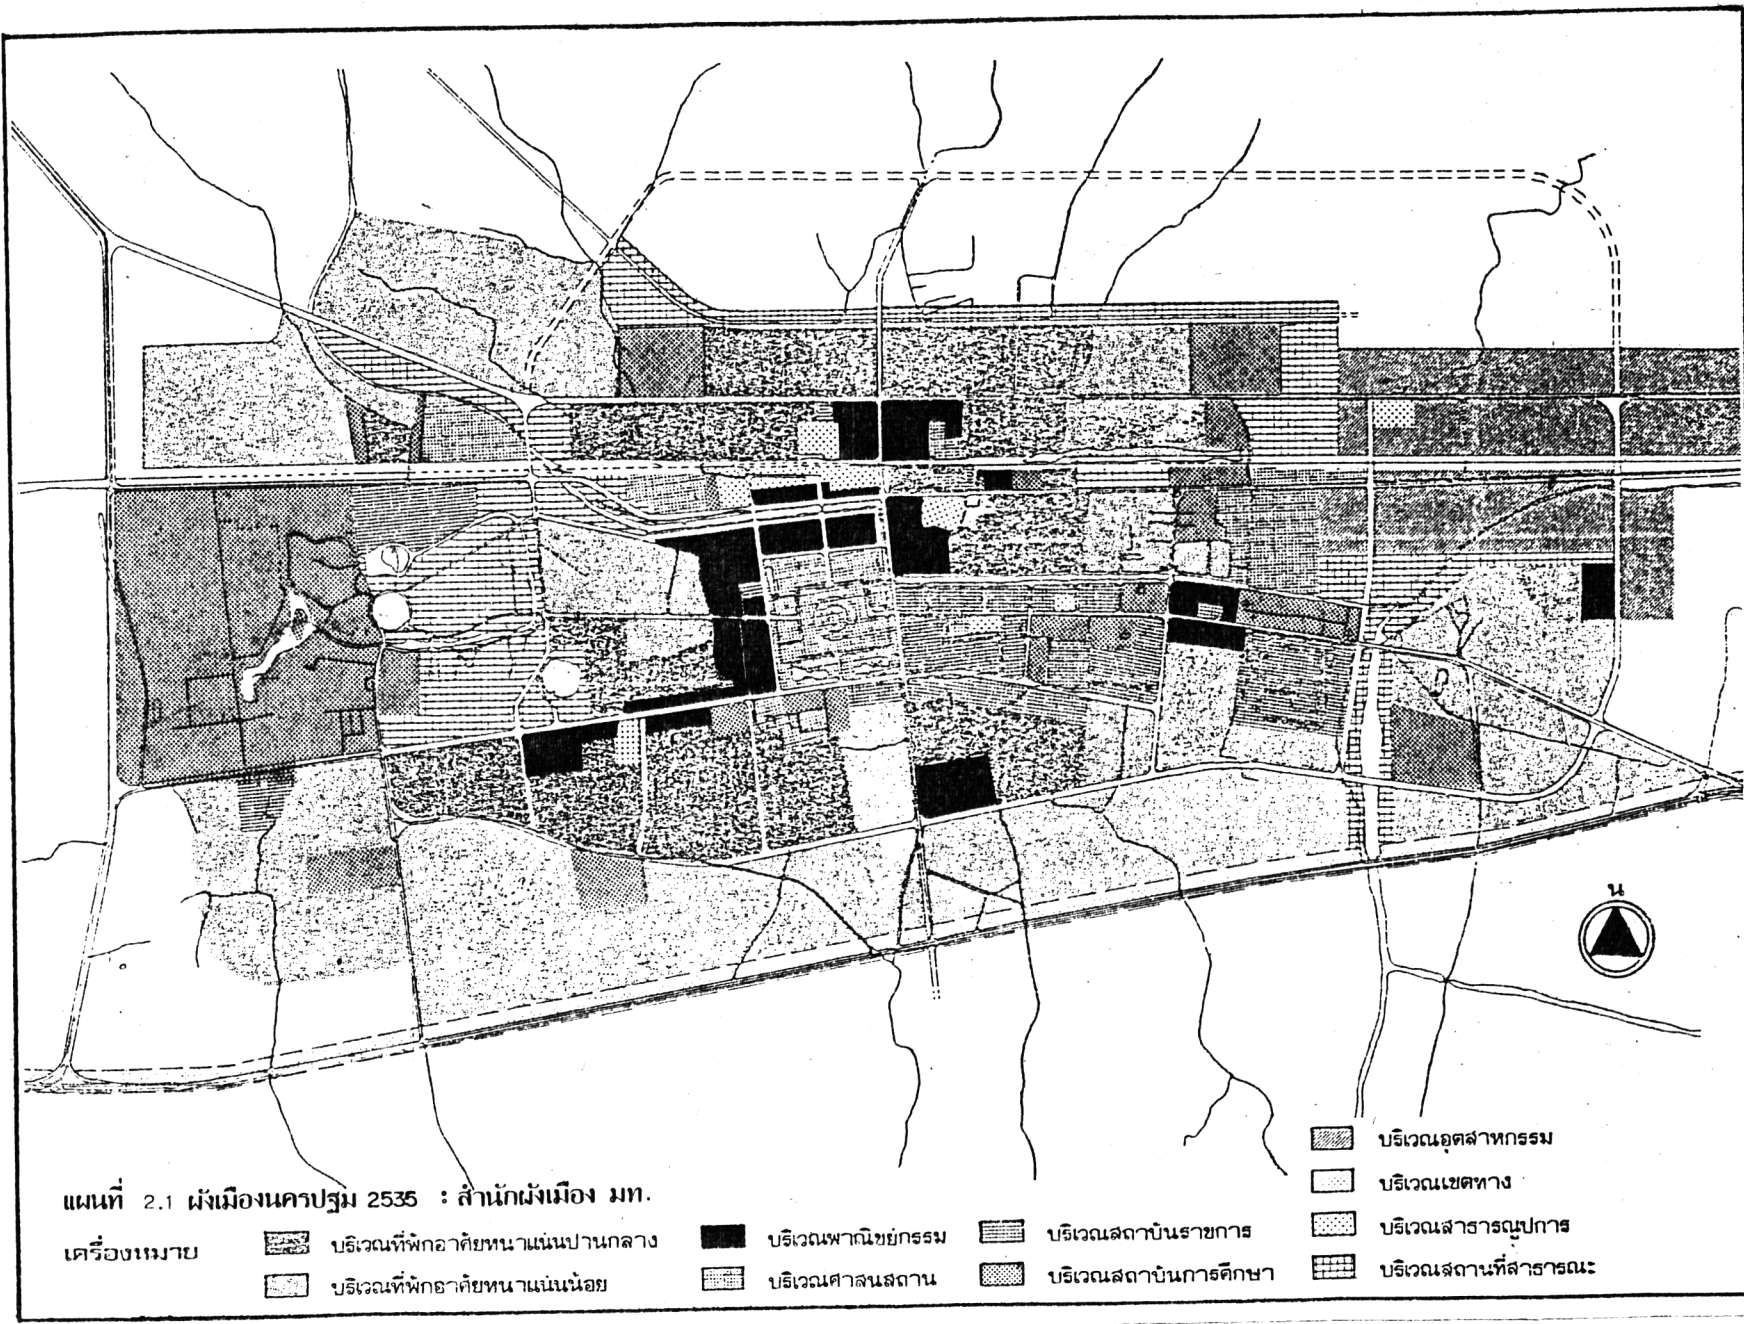 น
แผนที่ 2.1 ผังเมืองนครปฐม 2535 : สำนักผังเมือง มท.
เครื่องหมาย
บริเวณที่พักอาศัยหนาแน่นปานกลาง
บริเวณที่พักอาศัยหนาแน่นน้อย
บริเวณพาณิชย์กรรม
บริเวณศาสนสถาน
บริเวณสถาบันราชการ
บริเวณสถาบันการศึกษา
บริเวณอุตสาหกรรม
บริเวณเขตทาง
บริเวณสาธารณูปการ
บริเวณสถานที่สาธารณะ